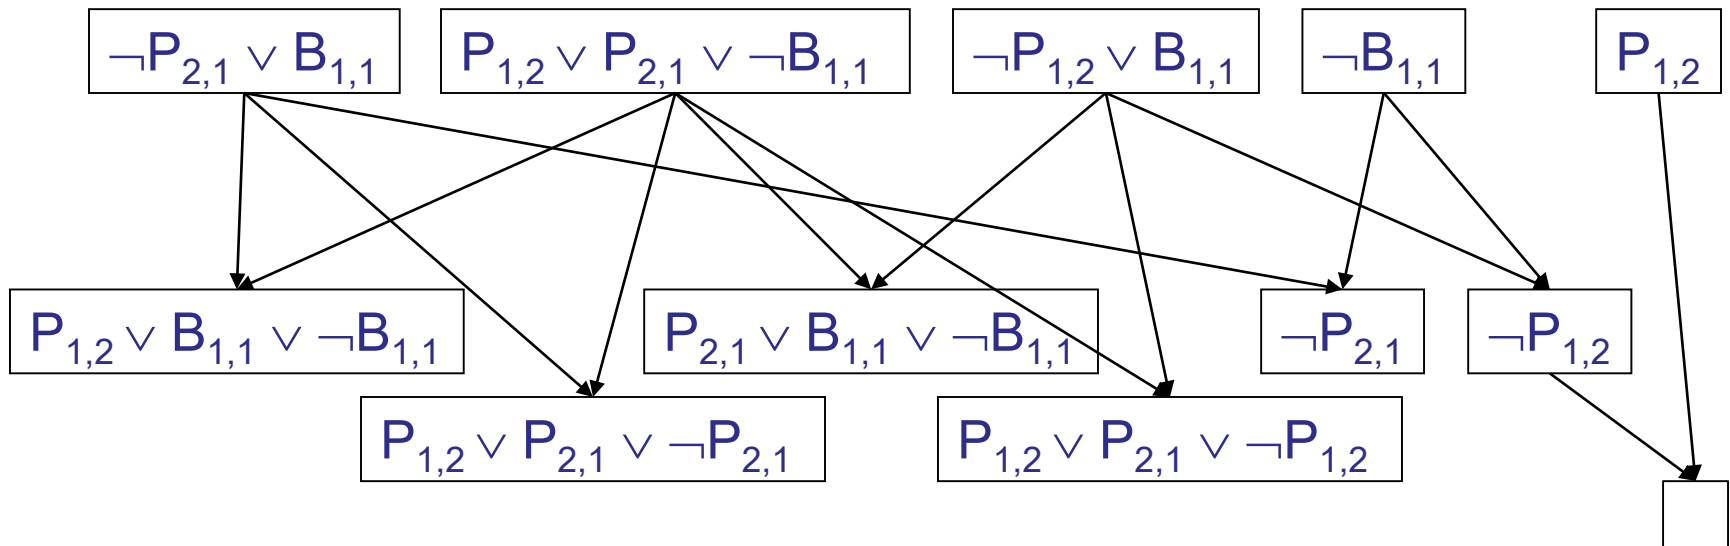 ¬P₂,₁ ∨ B₁,₁
P₁,₂ ∨ P₂,₁ ∨ ¬B₁,₁
¬P₁,₂ ∨ B₁,₁
¬B₁,₁
P₁,₂
P₁,₂ ∨ B₁,₁ ∨ ¬B₁,₁
P₂,₁ ∨ B₁,₁ ∨ ¬B₁,₁
¬P₂,₁
¬P₁,₂
P₁,₂ ∨ P₂,₁ ∨ ¬P₂,₁
P₁,₂ ∨ P₂,₁ ∨ ¬P₁,₂